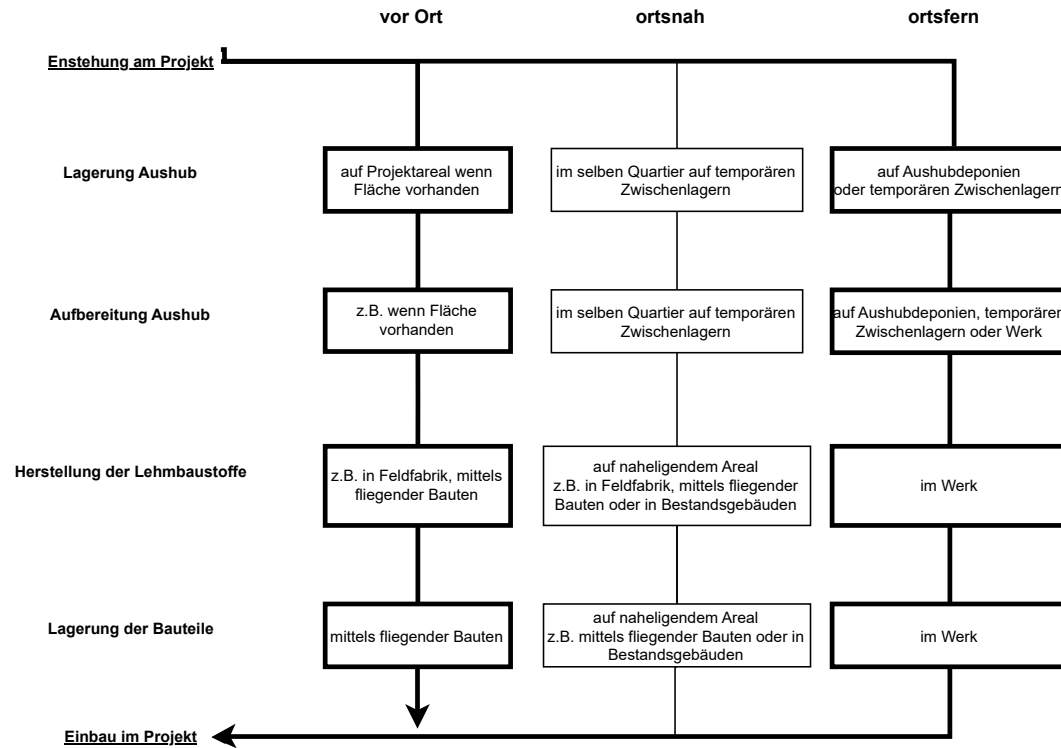 vor Ort ortsnah ortsfern
Enstehung am Projekt
Lagerung Aushub
auf Projektareal wenn
Fläche vorhanden
im selben Quartier auf temporären
Zwischenlagern
auf Aushubdeponien
oder temporären Zwischenlagern
Aufbereitung Aushub
z.B. wenn Fläche
vorhanden
im selben Quartier auf temporären
Zwischenlagern
auf Aushubdeponien, temporären
Zwischenlagern oder Werk
Herstellung der Lehmbaustoffe
z.B. in Feldfabrik, mittels
fliegender Bauten
auf naheligendem Areal
z.B. in Feldfabrik, mittels fliegender
Bauten oder in Bestandsgebäuden
im Werk
Lagerung der Bauteile
mittels fliegender Bauten
auf naheligendem Areal
z.B. mittels fliegender Bauten oder in
Bestandsgebäuden
im Werk
Einbau im Projekt